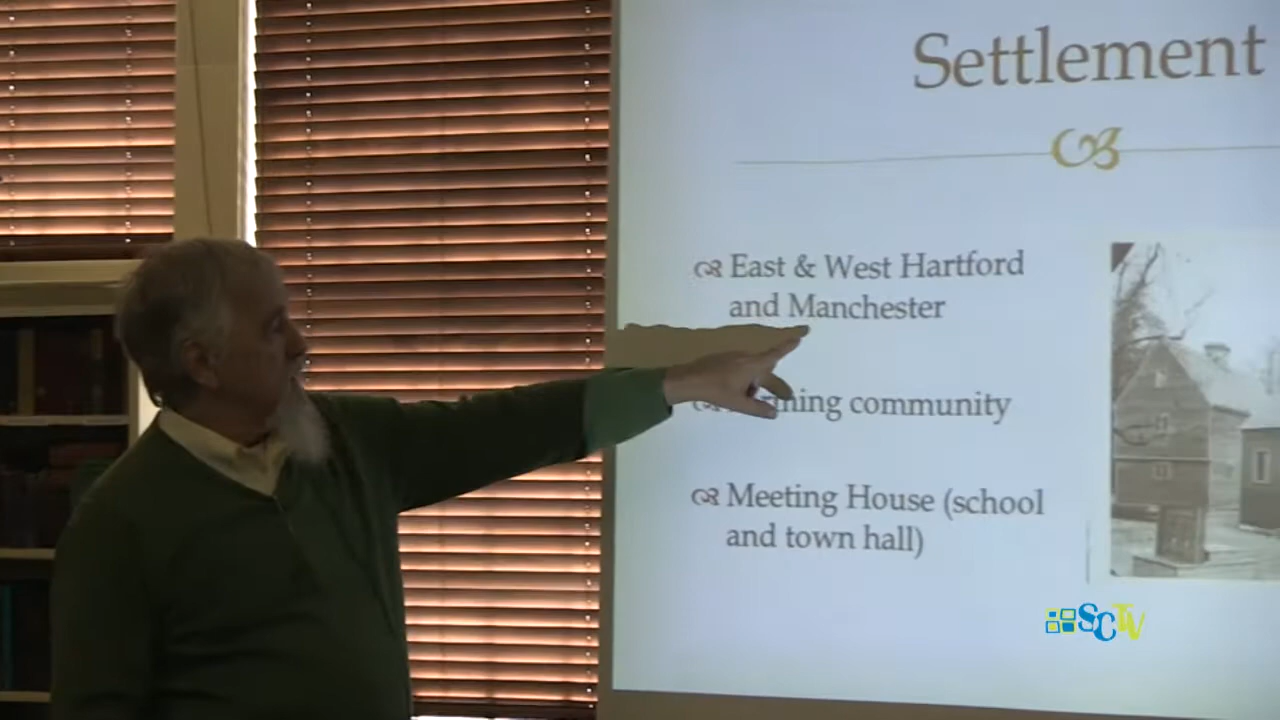 Settlement
East & West Hartford
and Manchester
community
Meeting House (school
and town hall)
SCTV